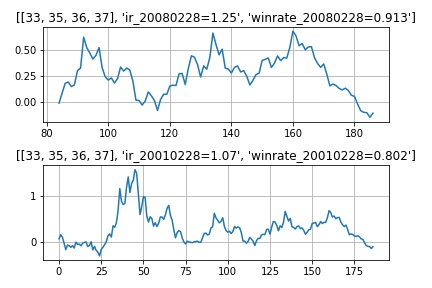 [[33, 35, 36, 37], 'ir_20080228=1.25', 'winrate_20080228=0.913']
0.50
0.25
0.00
80 100 120 140 160 180
[[33, 35, 36, 37], 'ir_20010228=1.07', 'winrate_20010228=0.802']
1
0
0 25 50 75 100 125 150 175